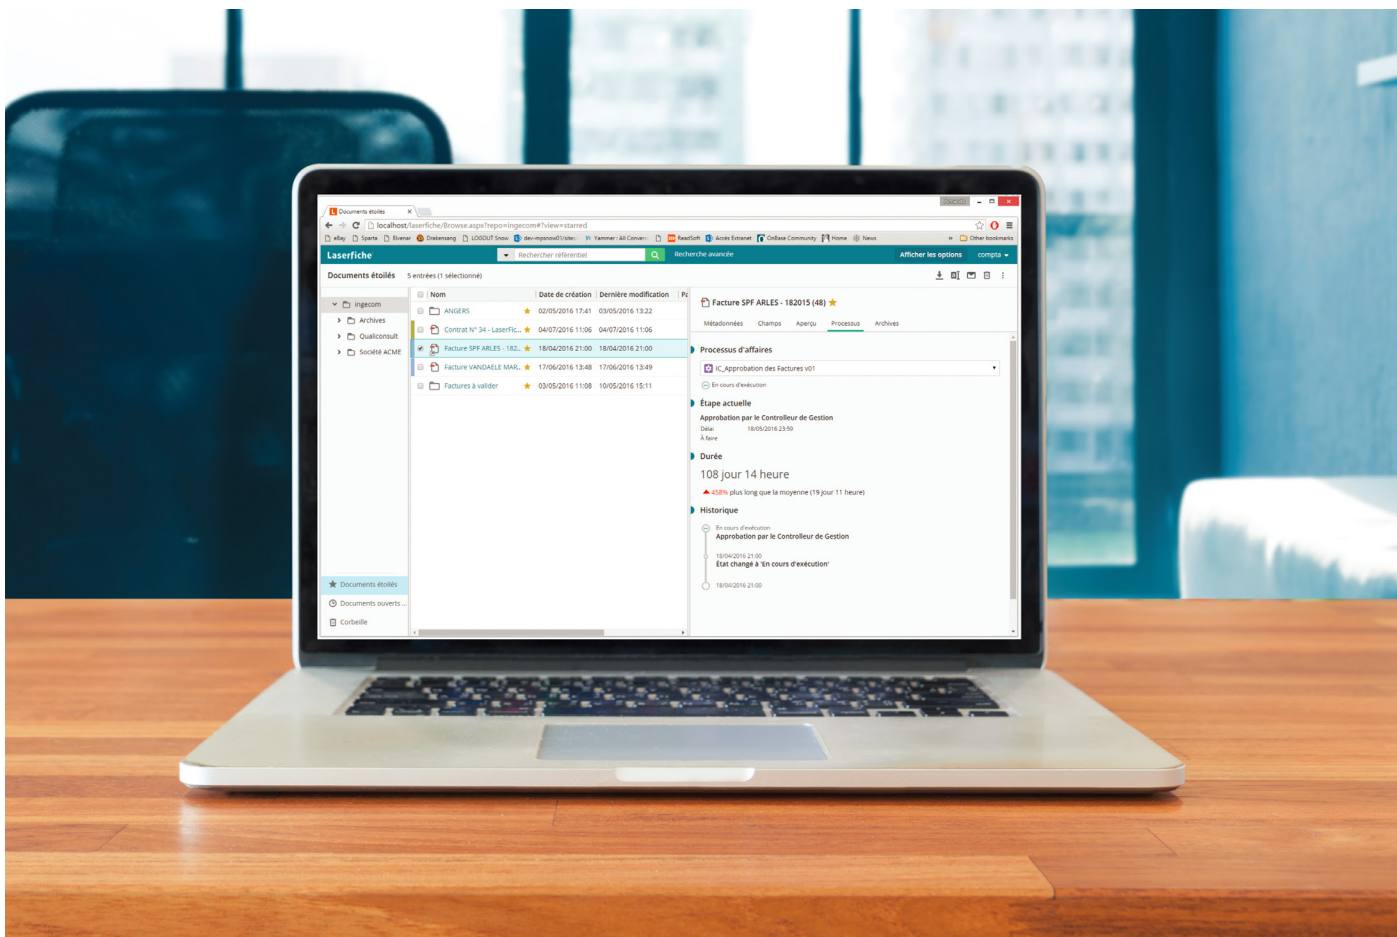 Documents étoilés
localhost/laserfiche/Browse.aspx?repo=ingecom#?view=starred
eBay Sparta Elvenar Drakensang LOGOUT Snow dev-mpsnow01/sites/ Yammer : All Convers ReadSoft Accès Extranet OnBase Community Home News » Other bookmarks
Laserfiche Rechercher référentiel Recherche avancée Afficher les options compta
Documents étoilés 5 entrées (1 sélectionné)
ingecom
Archives
Qualiconsult
Société ACME
Documents étoilés
Documents ouverts ...
Corbeille
Nom Date de création Dernière modification
ANGERS 02/05/2016 17:41 03/05/2016 13:22
Contrat N° 34 - LaserFic... 04/07/2016 11:06 04/07/2016 11:06
Facture SPF ARLES - 182... 18/04/2016 21:00 18/04/2016 21:00
Facture VANDAELE MAR... 17/06/2016 13:48 17/06/2016 13:49
Factures à valider 03/05/2016 11:08 10/05/2016 15:11
Facture SPF ARLES - 182015 (48)
Métadonnées Champs Aperçu Processus Archives
Processus d'affaires
IC_Approbation des Factures v01
En cours d'exécution
Étape actuelle
Approbation par le Controlleur de Gestion
Délai 18/05/2016 23:59
À faire
Durée
108 jour 14 heure
458% plus long que la moyenne (19 jour 11 heure)
Historique
En cours d'exécution
Approbation par le Controlleur de Gestion
18/04/2016 21:00
État changé à 'En cours d'exécution'
18/04/2016 21:00